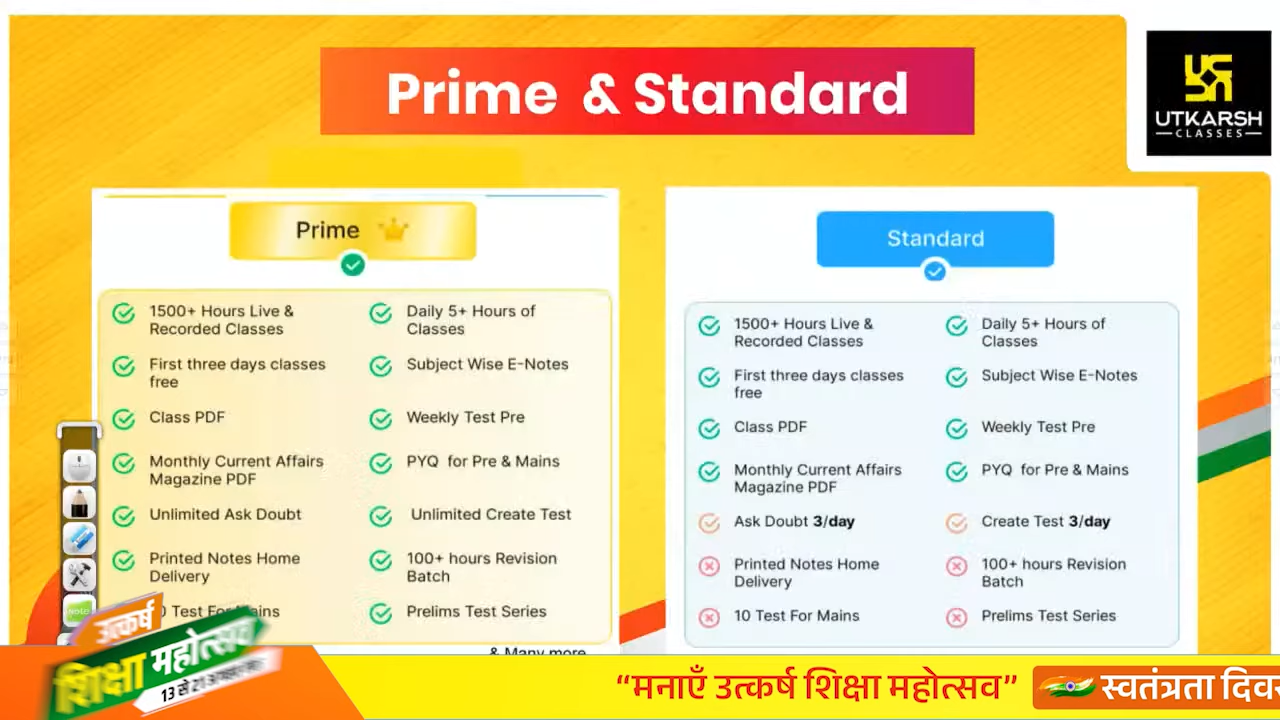 Prime & Standard
UTKARSH
CLASSES
Prime
1500+ Hours Live &
Recorded Classes
Daily 5+ Hours of
Classes
First three days classes
free
Subject Wise E-Notes
Class PDF
Weekly Test Pre
Monthly Current Affairs
Magazine PDF
PYQ for Pre & Mains
Unlimited Ask Doubt
Unlimited Create Test
Printed Notes Home
Delivery
100+ hours Revision
Batch
Test For Mains
Prelims Test Series
& Many more
Standard
1500+ Hours Live &
Recorded Classes
Daily 5+ Hours of
Classes
First three days classes
free
Subject Wise E-Notes
Class PDF
Weekly Test Pre
Monthly Current Affairs
Magazine PDF
PYQ for Pre & Mains
Ask Doubt 3/day
Create Test 3/day
Printed Notes Home
Delivery
100+ hours Revision
Batch
10 Test For Mains
Prelims Test Series
उत्कर्ष
शिक्षा महोत्सव
13 से 21
“मनाएँ उत्कर्ष शिक्षा महोत्सव”
स्वतंत्रता दिवस